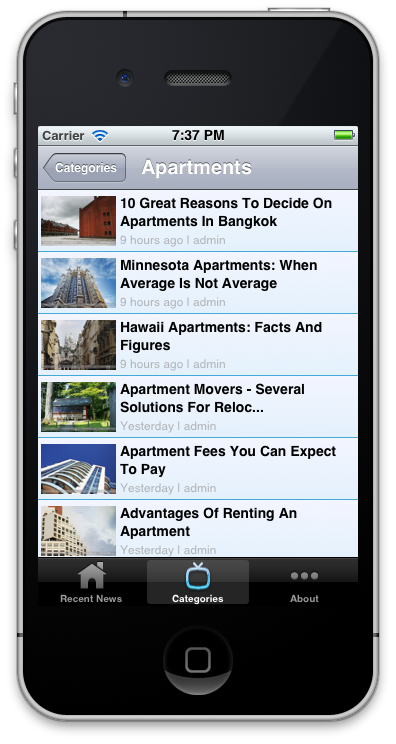 Carrier 7:37 PM
Categories Apartments
10 Great Reasons To Decide On
Apartments In Bangkok
9 hours ago | admin
Minnesota Apartments: When
Average Is Not Average
9 hours ago | admin
Hawaii Apartments: Facts And
Figures
9 hours ago | admin
Apartment Movers - Several
Solutions For Reloc...
Yesterday | admin
Apartment Fees You Can Expect
To Pay
Yesterday | admin
Advantages Of Renting An
Apartment
Yesterday | admin
Recent News Categories About